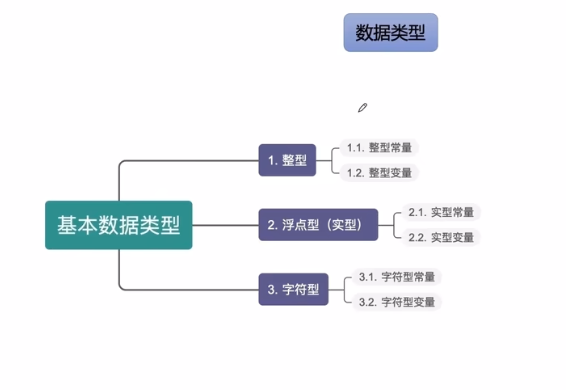 数据类型
基本数据类型
1. 整型
1.1. 整型常量
1.2. 整型变量
2. 浮点型（实型）
2.1. 实型常量
2.2. 实型变量
3. 字符型
3.1. 字符型常量
3.2. 字符型变量